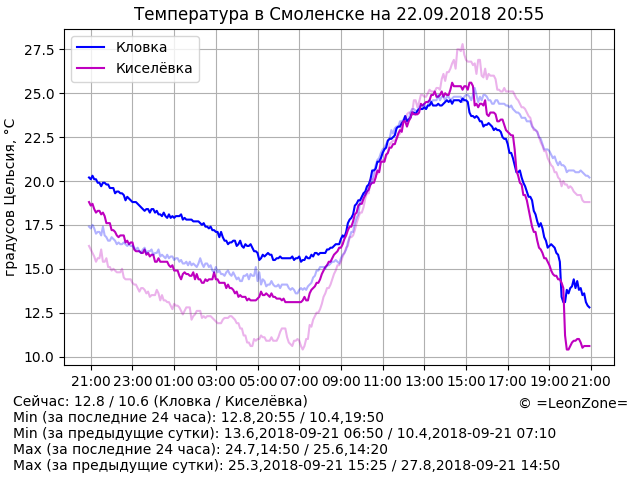 Температура в Смоленске на 22.09.2018 20:55
градусов Цельсия, °C
27.5
25.0
22.5
20.0
17.5
15.0
12.5
10.0
Кловка
Киселёвка
21:00 23:00 01:00 03:00 05:00 07:00 09:00 11:00 13:00 15:00 17:00 19:00 21:00
Сейчас: 12.8 / 10.6 (Кловка / Киселёвка)
© =LeonZone=
Min (за последние 24 часа): 12.8,20:55 / 10.4,19:50
Min (за предыдущие сутки): 13.6,2018-09-21 06:50 / 10.4,2018-09-21 07:10
Max (за последние 24 часа): 24.7,14:50 / 25.6,14:20
Max (за предыдущие сутки): 25.3,2018-09-21 15:25 / 27.8,2018-09-21 14:50